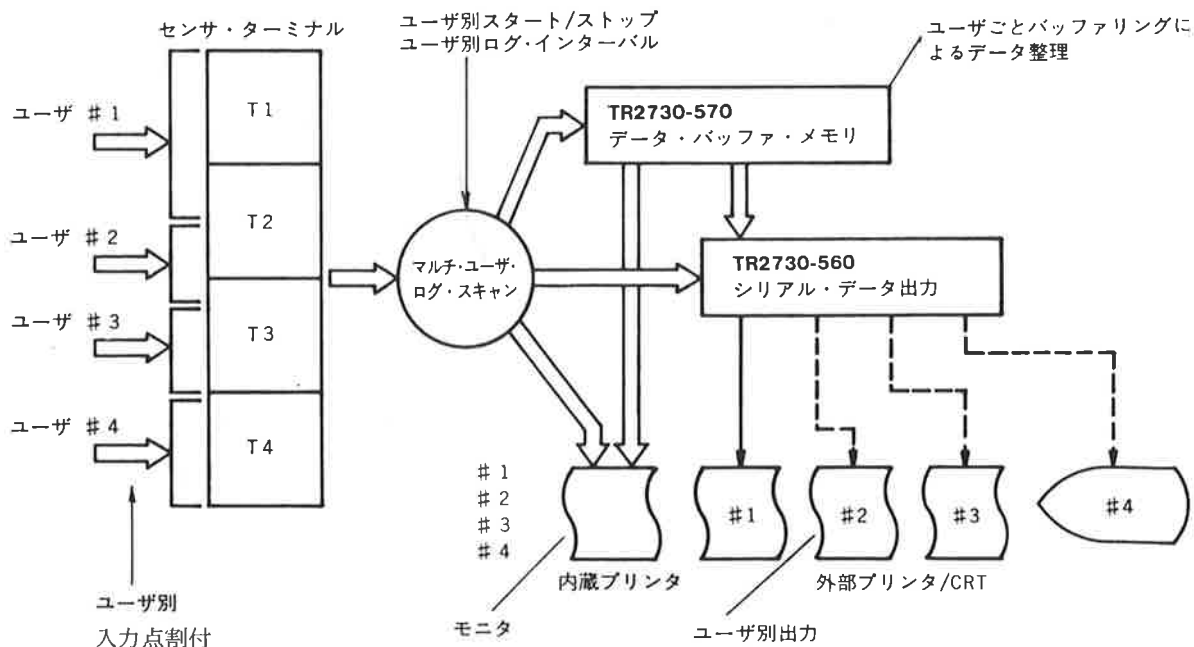 センサ・ターミナル
ユーザ別スタート/ストップ
ユーザ別ログ・インターバル
ユーザごとバッファリングに
よるデータ整理
ユーザ #1
ユーザ #2
ユーザ #3
ユーザ #4
T1
T2
T3
T4
マルチ・ユーザ・
ログ・スキャン
TR2730-570
データ・バッファ・メモリ
TR2730-560
シリアル・データ出力
#1
#2
#3
#4
#1
#2
#3
#4
内蔵プリンタ
外部プリンタ/CRT
ユーザ別
入力点割付
モニタ
ユーザ別出力